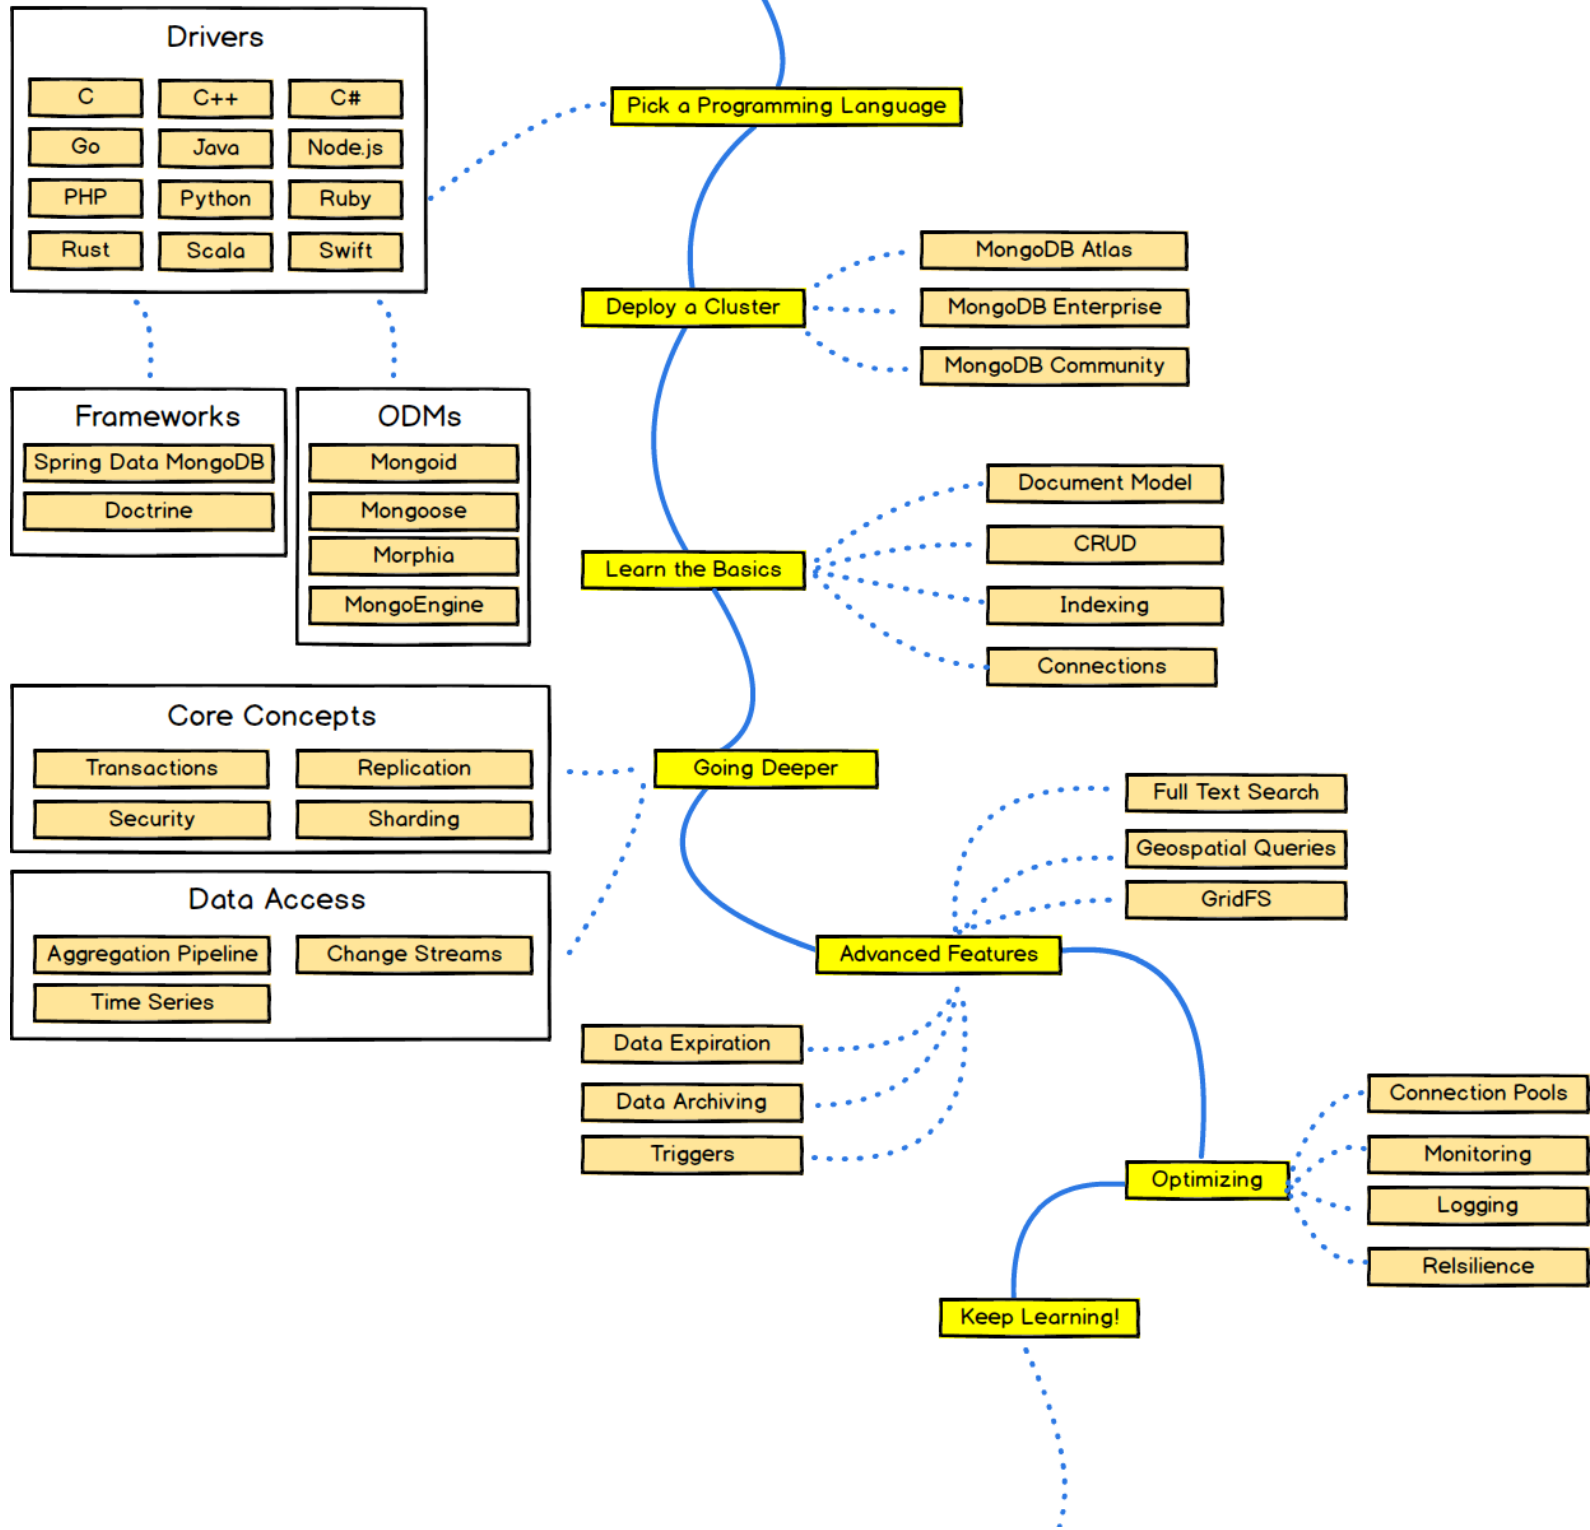 Drivers
C
C++
C#
Go
Java
Node.js
PHP
Python
Ruby
Rust
Scala
Swift
Pick a Programming Language
Deploy a Cluster
MongoDB Atlas
MongoDB Enterprise
MongoDB Community
Frameworks
Spring Data MongoDB
Doctrine
ODMs
Mongoid
Mongoose
Morphia
MongoEngine
Learn the Basics
Document Model
CRUD
Indexing
Connections
Core Concepts
Transactions
Replication
Security
Sharding
Going Deeper
Data Access
Aggregation Pipeline
Change Streams
Time Series
Full Text Search
Geospatial Queries
GridFS
Advanced Features
Data Expiration
Data Archiving
Triggers
Connection Pools
Monitoring
Optimizing
Logging
Relsilience
Keep Learning!